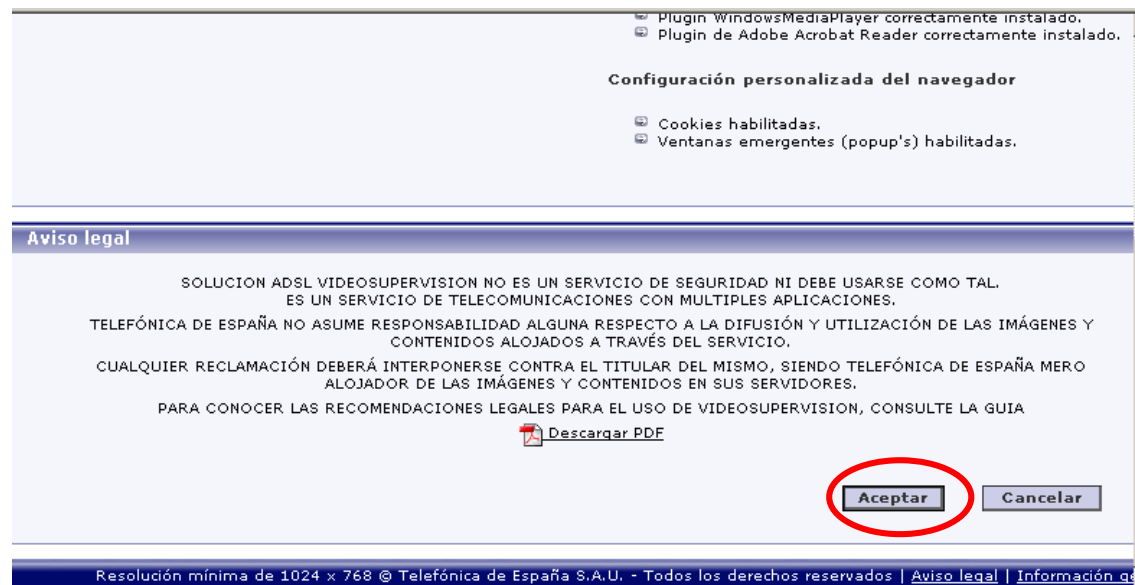 Plugin WindowsMediaPlayer correctamente instalado.
Plugin de Adobe Acrobat Reader correctamente instalado.
Configuración personalizada del navegador
Cookies habilitadas.
Ventanas emergentes (popup's) habilitadas.
Aviso legal
SOLUCION ADSL VIDEOSUPERVISION NO ES UN SERVICIO DE SEGURIDAD NI DEBE USARSE COMO TAL.
ES UN SERVICIO DE TELECOMUNICACIONES CON MULTIPLES APLICACIONES.
TELEFÓNICA DE ESPAÑA NO ASUME RESPONSABILIDAD ALGUNA RESPECTO A LA DIFUSIÓN Y UTILIZACIÓN DE LAS IMÁGENES Y
CONTENIDOS ALOJADOS A TRAVÉS DEL SERVICIO.
CUALQUIER RECLAMACIÓN DEBERÁ INTERPONERSE CONTRA EL TITULAR DEL MISMO, SIENDO TELEFÓNICA DE ESPAÑA MERO
ALOJADOR DE LAS IMÁGENES Y CONTENIDOS EN SUS SERVIDORES.
PARA CONOCER LAS RECOMENDACIONES LEGALES PARA EL USO DE VIDEOSUPERVISION, CONSULTE LA GUIA
Descargar PDF
Aceptar Cancelar
Resolución mínima de 1024 x 768 @ Telefónica de España S.A.U. - Todos los derechos reservados | Aviso legal | Información